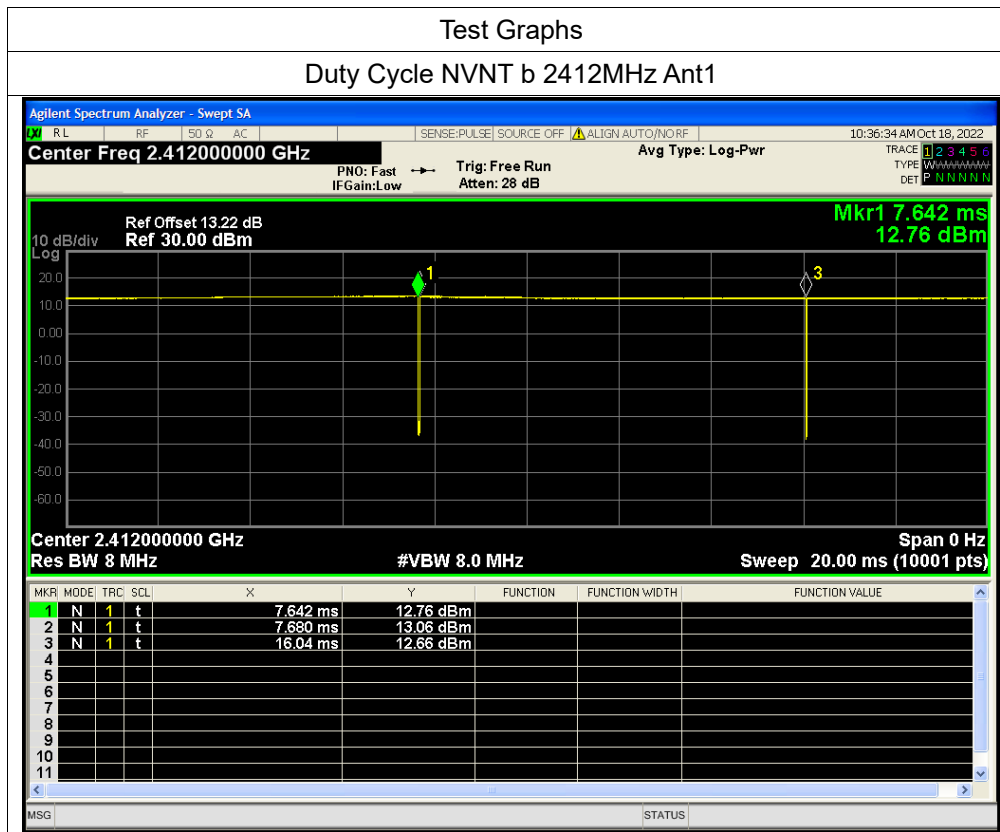 Test Graphs
Duty Cycle NVNT b 2412MHz Ant1
Agilent Spectrum Analyzer - Swept SA
LXI RL RF 50 Ω AC SENSE:PULSE SOURCE OFF ALIGN AUTO/NO RF 10:36:34 AM Oct 18, 2022
Center Freq 2.412000000 GHz Avg Type: Log-Pwr TRACE 1 2 3 4 5 6
PNO: Fast Trig: Free Run TYPE
IFGain:Low Atten: 28 dB DET P N N N N N
Mkr1 7.642 ms
Ref Offset 13.22 dB
10 dB/div Ref 30.00 dBm 12.76 dBm
Log
1 3
20.0
10.0
0.00
-10.0
-20.0
-30.0
-40.0
-50.0
-60.0
Center 2.412000000 GHz Span 0 Hz
Res BW 8 MHz #VBW 8.0 MHz Sweep 20.00 ms (10001 pts)
MKR MODE TRC SCL X Y FUNCTION FUNCTION WIDTH FUNCTION VALUE
1 N 1 t 7.642 ms 12.76 dBm
2 N 1 t 7.680 ms 13.06 dBm
3 N 1 t 16.04 ms 12.66 dBm
4
5
6
7
8
9
10
11
MSG STATUS